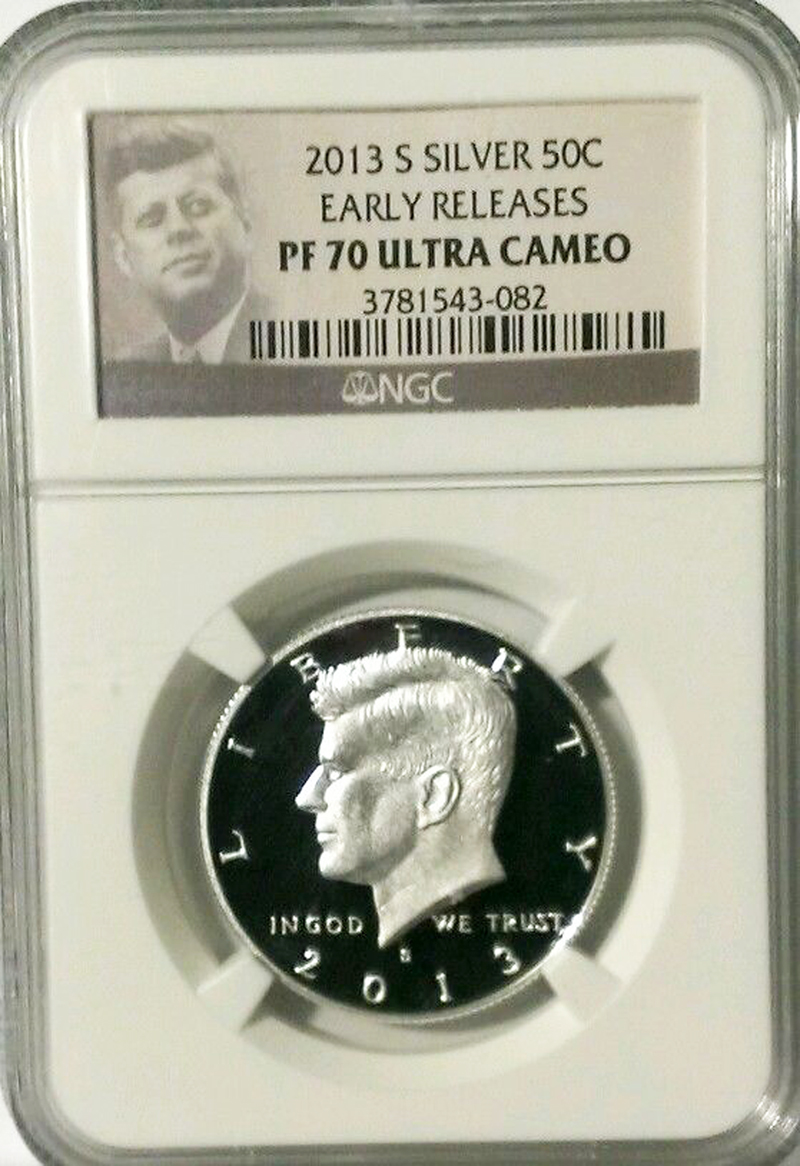 2013 S SILVER 50C
EARLY RELEASES
PF 70 ULTRA CAMEO
3781543-082
NGC
LIBERTY
IN GOD WE TRUST
S
2013